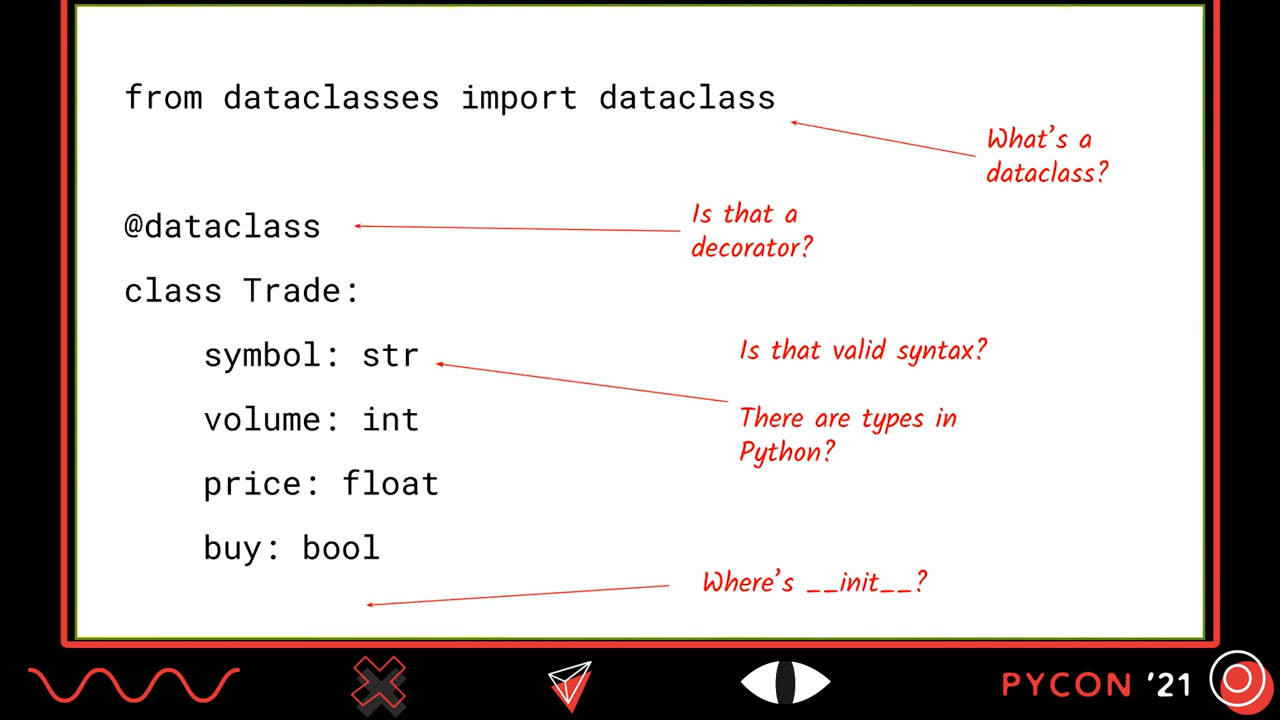 from dataclasses import dataclass
What's a
dataclass?
@dataclass
Is that a
decorator?
class Trade:
symbol: str
Is that valid syntax?
There are types in
Python?
volume: int
price: float
buy: bool
Where's __init__?
PYCON '21